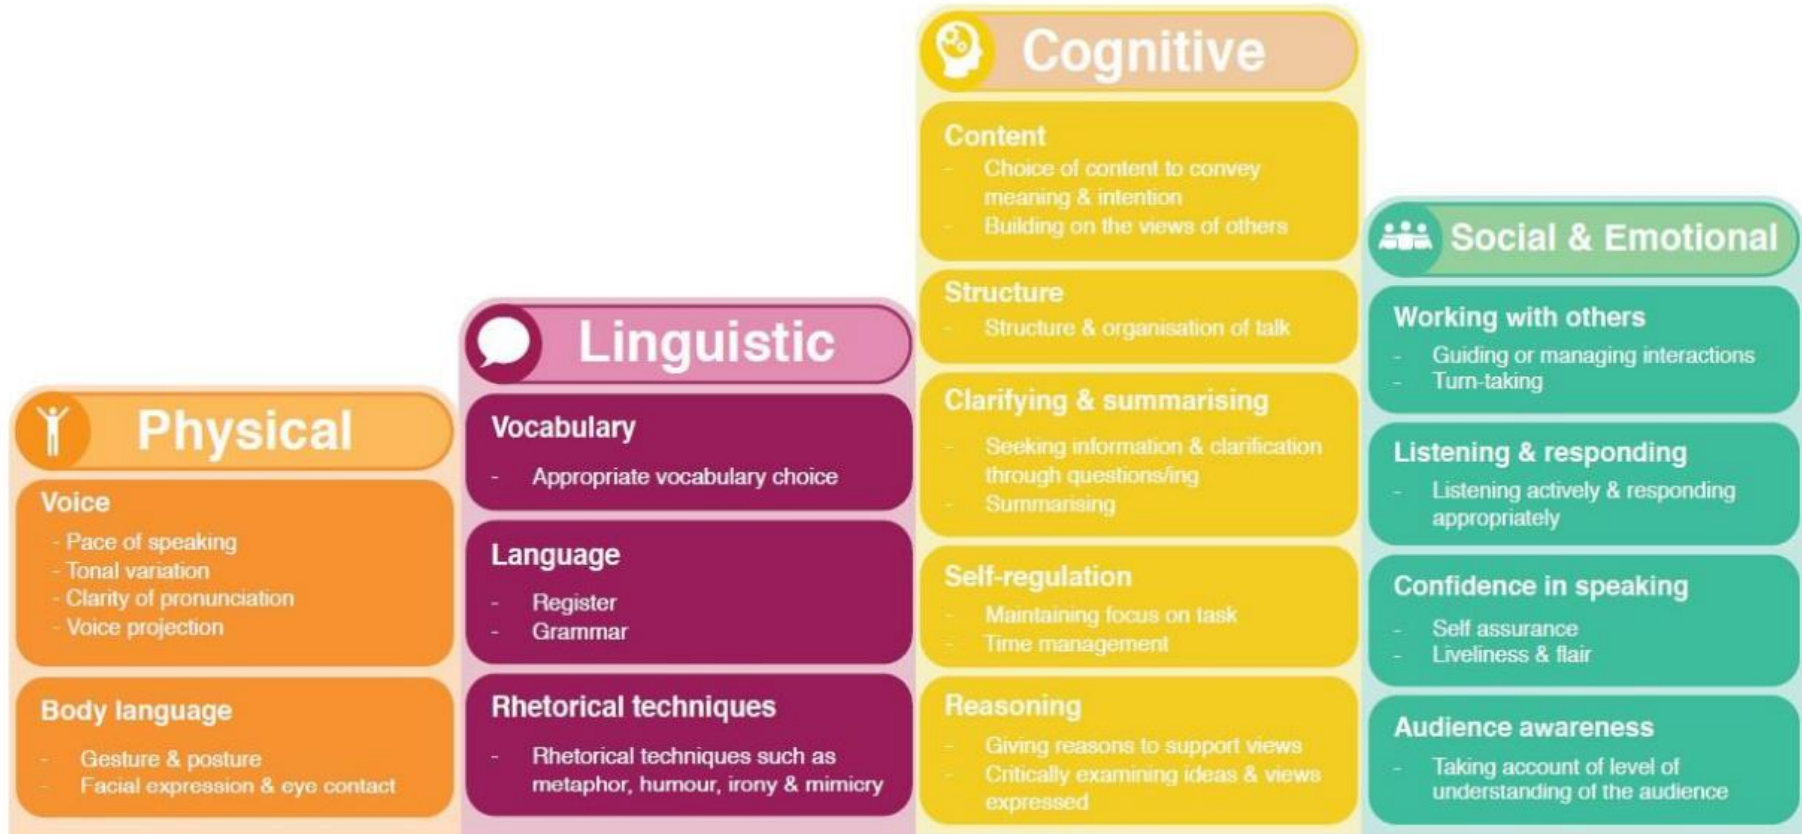 Physical
Voice
- Pace of speaking
- Tonal variation
- Clarity of pronunciation
- Voice projection
Body language
- Gesture & posture
- Facial expression & eye contact
Linguistic
Vocabulary
- Appropriate vocabulary choice
Language
- Register
- Grammar
Rhetorical techniques
- Rhetorical techniques such as
metaphor, humour, irony & mimicry
Cognitive
Content
- Choice of content to convey
meaning & intention
- Building on the views of others
Structure
- Structure & organisation of talk
Clarifying & summarising
- Seeking information & clarification
through questions/ing
- Summarising
Self-regulation
- Maintaining focus on task
- Time management
Reasoning
- Giving reasons to support views
- Critically examining ideas & views
expressed
Social & Emotional
Working with others
- Guiding or managing interactions
- Turn-taking
Listening & responding
- Listening actively & responding
appropriately
Confidence in speaking
- Self assurance
- Liveliness & flair
Audience awareness
- Taking account of level of
understanding of the audience